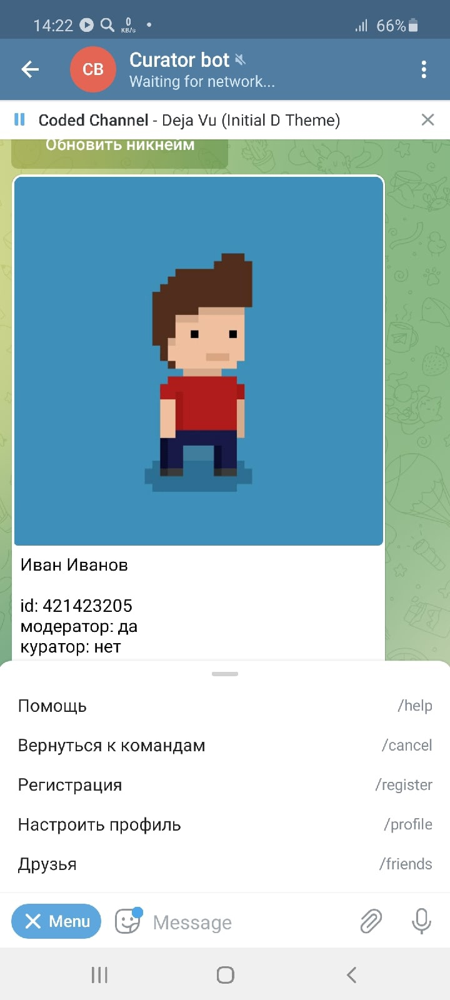 14:22
0
KB/s
66%
CB
Curator bot
Waiting for network...
Coded Channel - Deja Vu (Initial D Theme)
Обновить никнейм
Иван Иванов
id: 421423205
модератор: да
куратор: нет
Помощь /help
Вернуться к командам /cancel
Регистрация /register
Настроить профиль /profile
Друзья /friends
Menu
Message